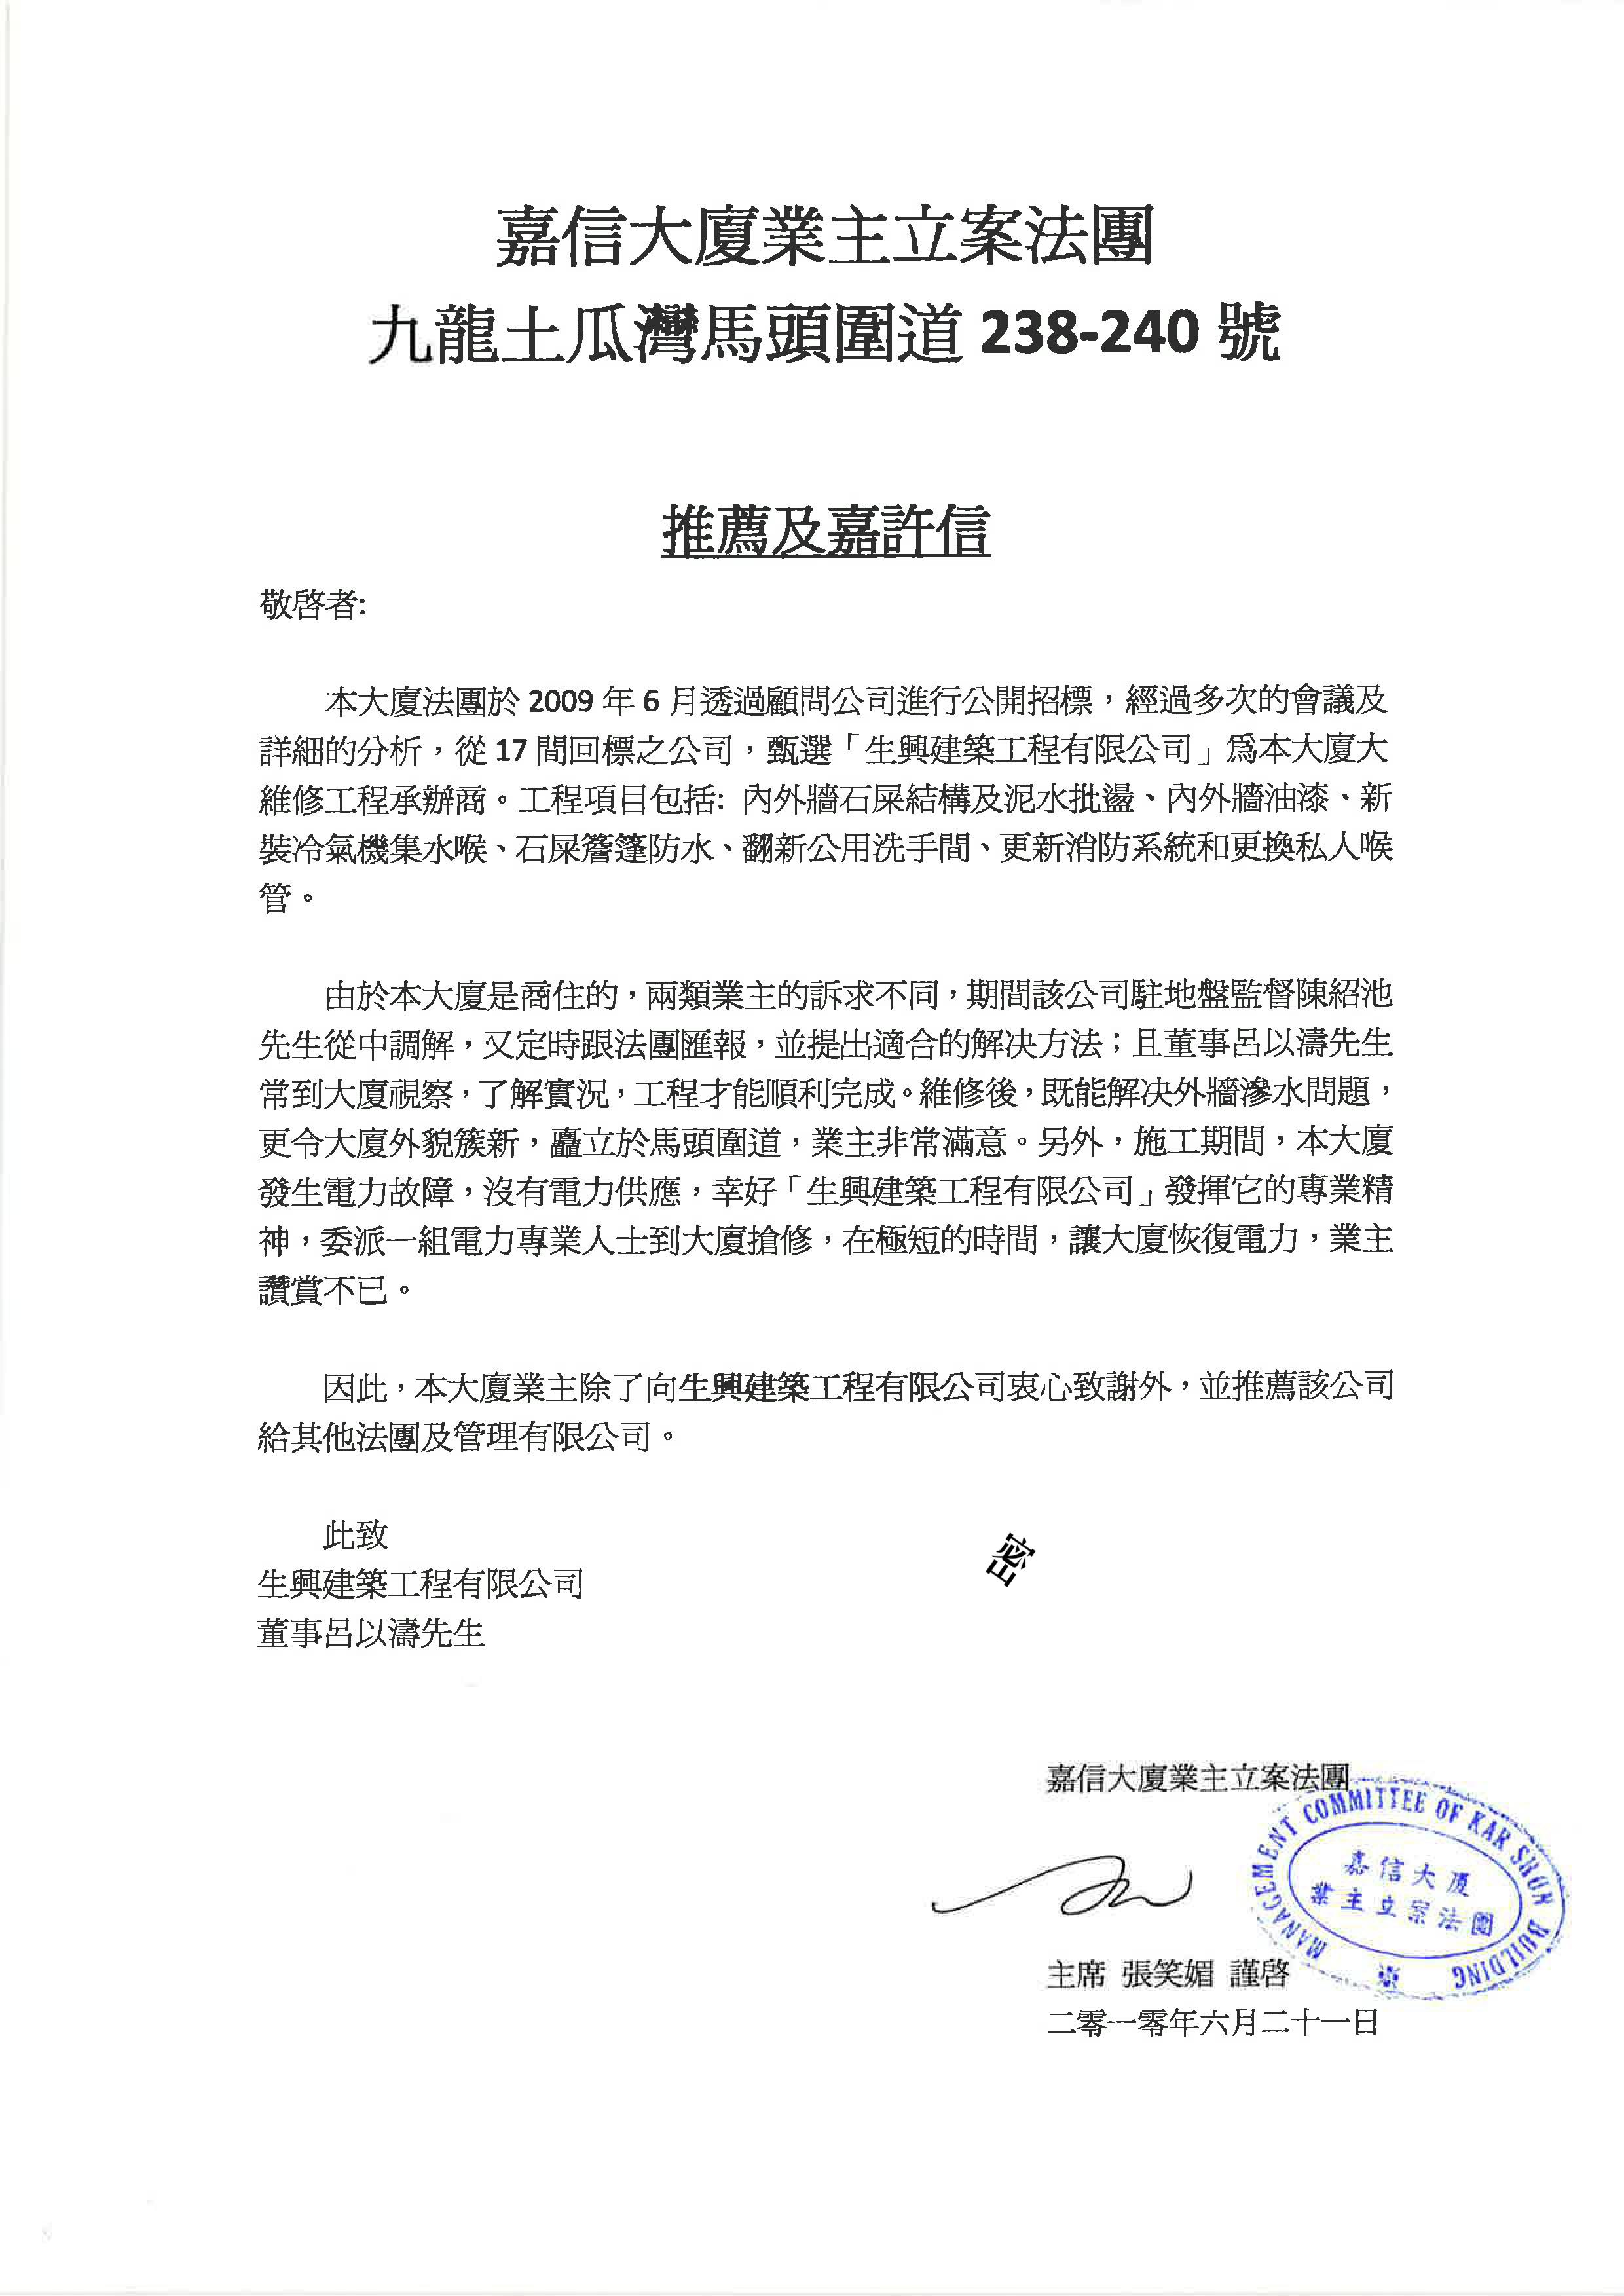 嘉信大廈業主立案法團
九龍土瓜灣馬頭圍道 238-240 號
推薦及嘉許信
敬啓者:
本大廈法團於 2009 年 6 月透過顧問公司進行公開招標，經過多次的會議及
詳細的分析，從 17 間回標之公司，甄選「生興建築工程有限公司」為本大廈大
維修工程承辦商。工程項目包括: 內外牆石屎結構及泥水批盪、內外牆油漆、新
裝冷氣機集水喉、石屎簷篷防水、翻新公用洗手間、更新消防系統和更換私人喉
管。
由於本大廈是商住的，兩類業主的訴求不同，期間該公司駐地盤監督陳紹池
先生從中調解，又定時跟法團匯報，並提出適合的解決方法；且董事呂以濤先生
常到大廈視察，了解實況，工程才能順利完成。維修後，既能解決外牆滲水問題，
更令大廈外貌簇新，矗立於馬頭圍道，業主非常滿意。另外，施工期間，本大廈
發生電力故障，沒有電力供應，幸好「生興建築工程有限公司」發揮它的專業精
神，委派一組電力專業人士到大廈搶修，在極短的時間，讓大廈恢復電力，業主
讚賞不已。
因此，本大廈業主除了向生興建築工程有限公司衷心致謝外，並推薦該公司
給其他法團及管理有限公司。
此致
密
生興建築工程有限公司
董事呂以濤先生
嘉信大廈業主立案法團
MANAGEMENT COMMITTEE OF KAR SHUN BUILDING
嘉信大廈
業主立案法團
主席 張笑媚 謹啓
二零一零年六月二十一日